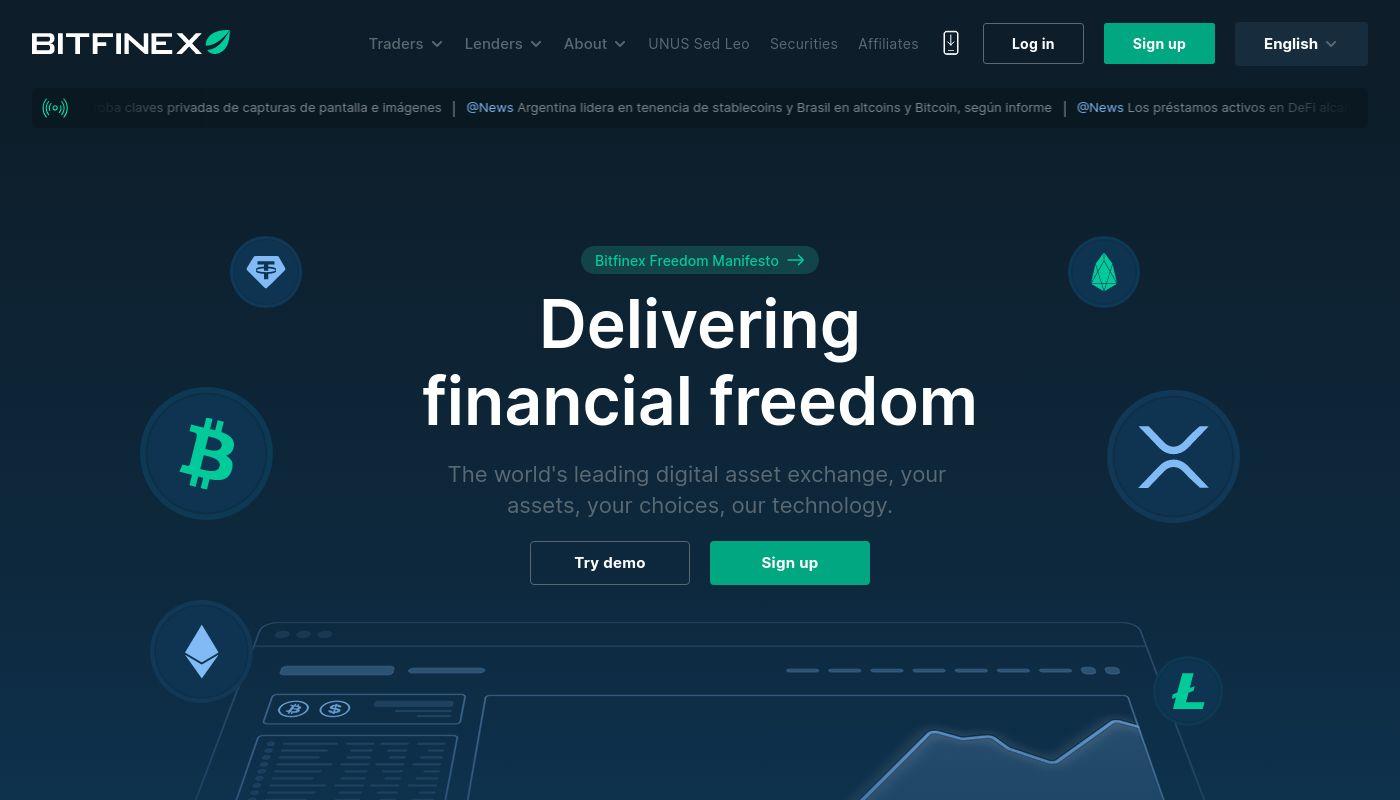 BITFINEX Traders Lenders About UNUS Sed Leo Securities Affiliates Log in Sign up English
claves privadas de capturas de pantalla e imágenes | @News Argentina lidera en tenencia de stablecoins y Brasil en altcoins y Bitcoin, según informe | @News Los préstamos activos en DeFi
Bitfinex Freedom Manifesto
Delivering
financial freedom
The world's leading digital asset exchange, your
assets, your choices, our technology.
Try demo Sign up